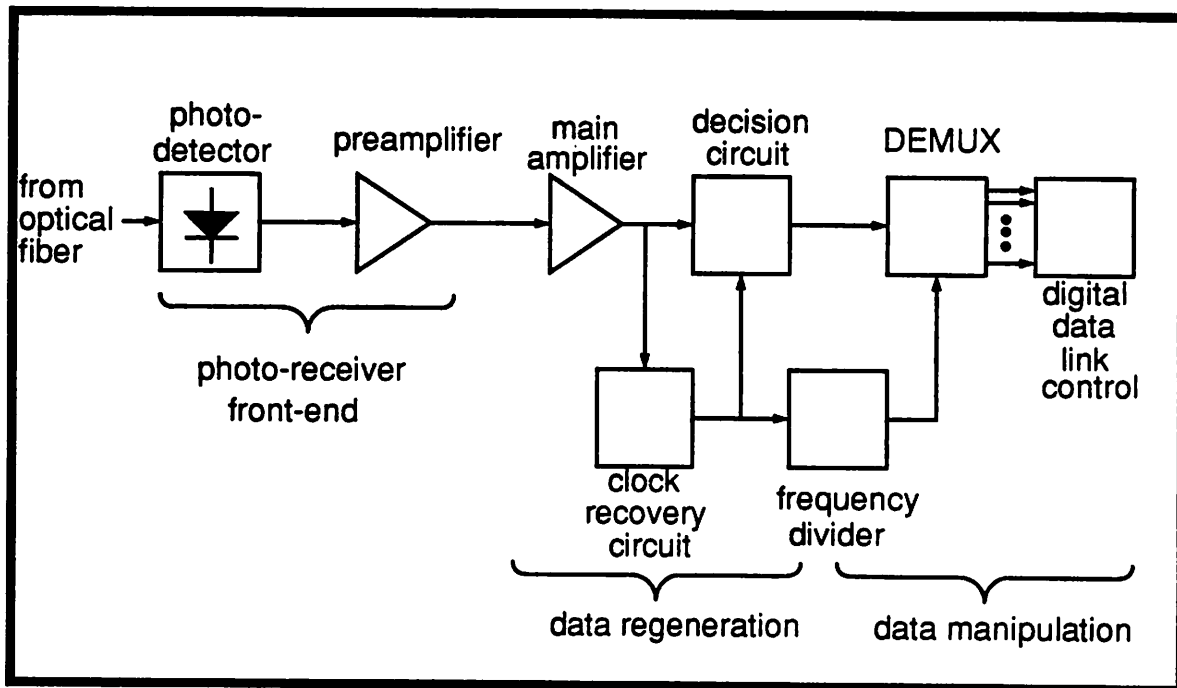 from
optical
fiber
photo-
detector
preamplifier
main
amplifier
decision
circuit
DEMUX
digital
data
link
control
clock
recovery
circuit
frequency
divider
photo-receiver
front-end
data regeneration
data manipulation